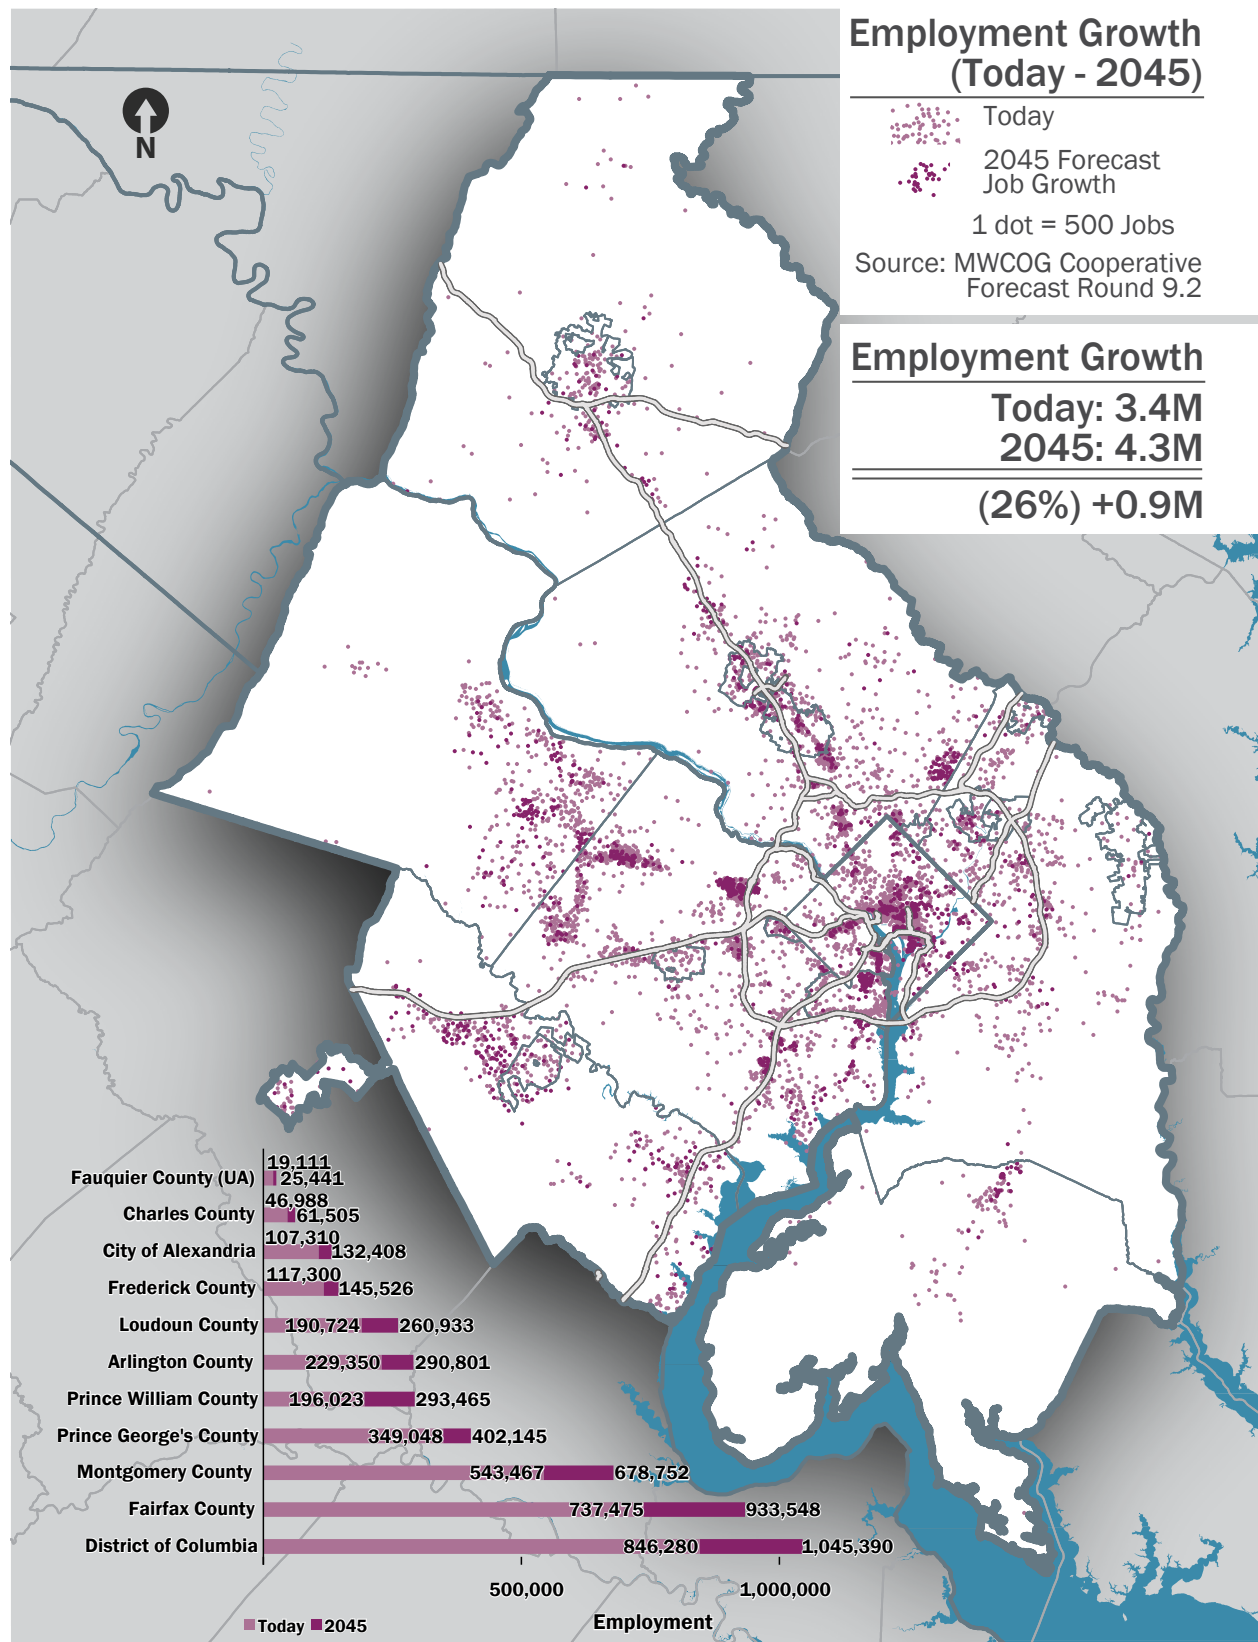 Employment Growth
(Today - 2045)
Today
2045 Forecast
Job Growth
1 dot = 500 Jobs
Source: MWCOG Cooperative
Forecast Round 9.2
Employment Growth
Today: 3.4M
2045: 4.3M
(26%) +0.9M
N
Fauquier County (UA) 19,111 25,441
Charles County 46,988 61,505
City of Alexandria 107,310 132,408
Frederick County 117,300 145,526
Loudoun County 190,724 260,933
Arlington County 229,350 290,801
Prince William County 196,023 293,465
Prince George's County 349,048 402,145
Montgomery County 543,467 678,752
Fairfax County 737,475 933,548
District of Columbia 846,280 1,045,390
500,000 1,000,000
Employment
Today 2045